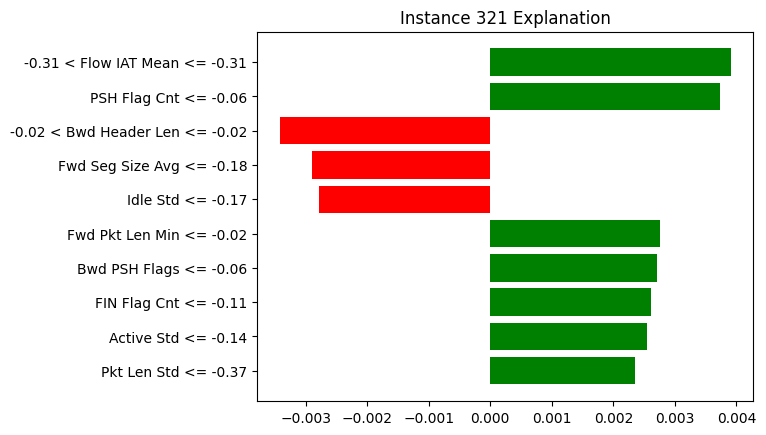 Instance 321 Explanation
-0.31 < Flow IAT Mean <= -0.31
PSH Flag Cnt <= -0.06
-0.02 < Bwd Header Len <= -0.02
Fwd Seg Size Avg <= -0.18
Idle Std <= -0.17
Fwd Pkt Len Min <= -0.02
Bwd PSH Flags <= -0.06
FIN Flag Cnt <= -0.11
Active Std <= -0.14
Pkt Len Std <= -0.37
−0.003 −0.002 −0.001 0.000 0.001 0.002 0.003 0.004